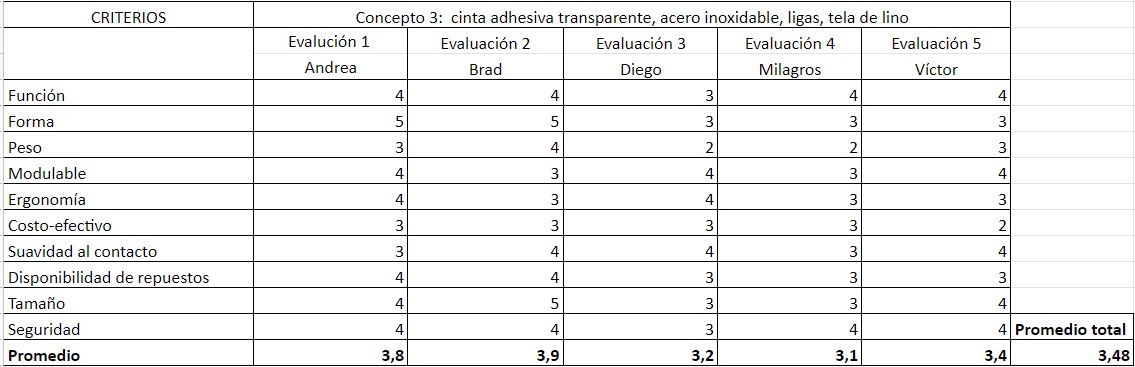 CRITERIOS Concepto 3: cinta adhesiva transparente, acero inoxidable, ligas, tela de lino
Evalución 1 Evaluación 2 Evaluación 3 Evaluación 4 Evaluación 5
Andrea Brad Diego Milagros Víctor
Función 4 4 3 4 4
Forma 5 5 3 3 3
Peso 3 4 2 2 3
Modulable 4 3 4 3 4
Ergonomía 4 3 4 3 3
Costo-efectivo 3 3 3 3 2
Suavidad al contacto 3 4 4 3 4
Disponibilidad de repuestos 4 4 3 3 3
Tamaño 4 5 3 3 4
Seguridad 4 4 3 4 4 Promedio total
Promedio 3,8 3,9 3,2 3,1 3,4 3,48